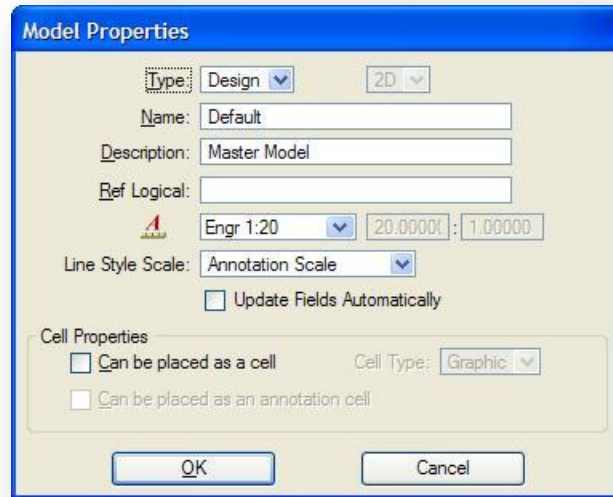 Model Properties
Type: Design 2D
Name: Default
Description: Master Model
Ref Logical:
A Engr 1:20 20.0000( : 1.00000
Line Style Scale: Annotation Scale
Update Fields Automatically
Cell Properties
Can be placed as a cell Cell Type: Graphic
Can be placed as an annotation cell
OK Cancel